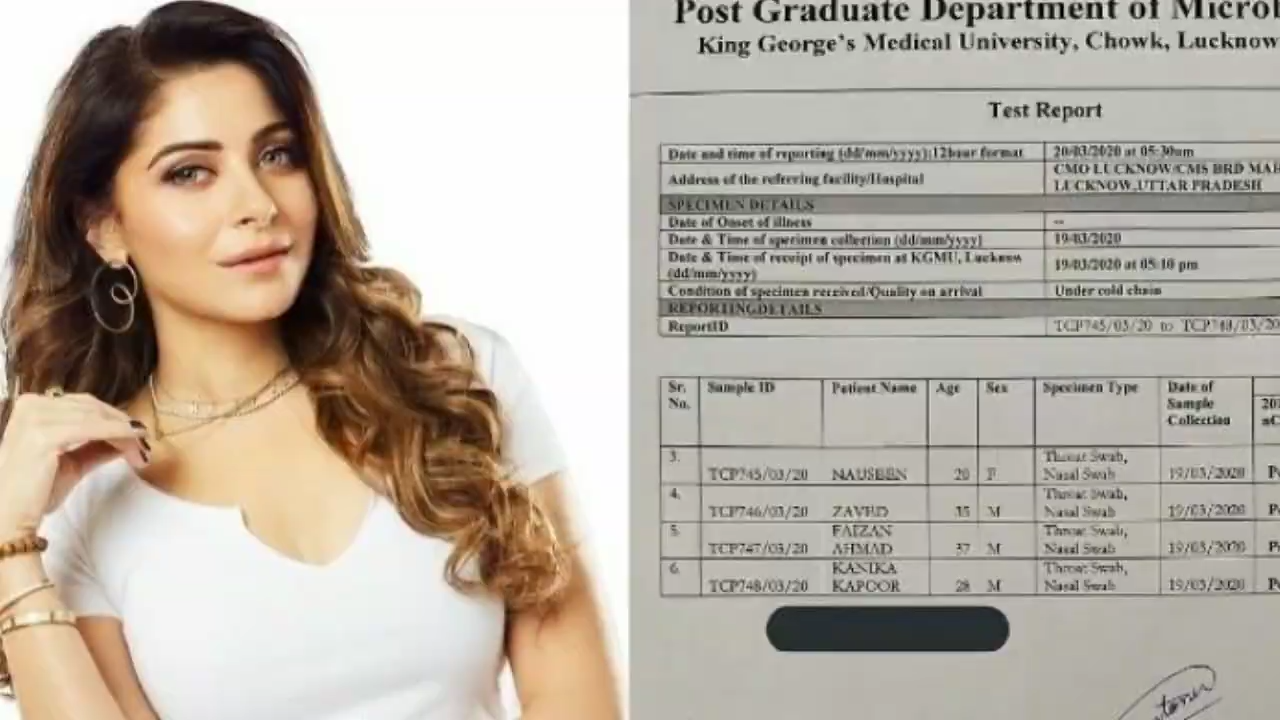 Post Graduate Department of Microb
King George's Medical University, Chowk, Lucknow
Test Report
Date and time of reporting (dd/mm/yyyy):12hour format 20/03/2020 at 05:30am
Address of the referring facility/Hospital CMO LUCKNOW/CMS BRD MAH
LUCKNOW,UTTAR PRADESH
SPECIMEN DETAILS
Date of Onset of illness --
Date & Time of specimen collection (dd/mm/yyyy) 19/03/2020
Date & Time of receipt of specimen at KGMU, Lucknow
(dd/mm/yyyy) 19/03/2020 at 05:10 pm
Condition of specimen received/Quality on arrival Under cold chain
REPORTINGDETAILS
ReportID TCP745/03/20 to TCP748/03/20
Sr. Sample ID Patient Name Age Sex Specimen Type Date of
No. Sample 20
Collection nC
3. Throat Swab,
TCP745/03/20 NAUSEEN 20 F Nasal Swab 19/03/2020 Po
4. Throat Swab,
TCP746/03/20 ZAVED 35 M Nasal Swab 19/03/2020 Po
5. FAIZAN Throat Swab,
TCP747/03/20 AHMAD 37 M Nasal Swab 19/03/2020 Po
6. KANIKA Throat Swab,
TCP748/03/20 KAPOOR 28 M Nasal Swab 19/03/2020 Po